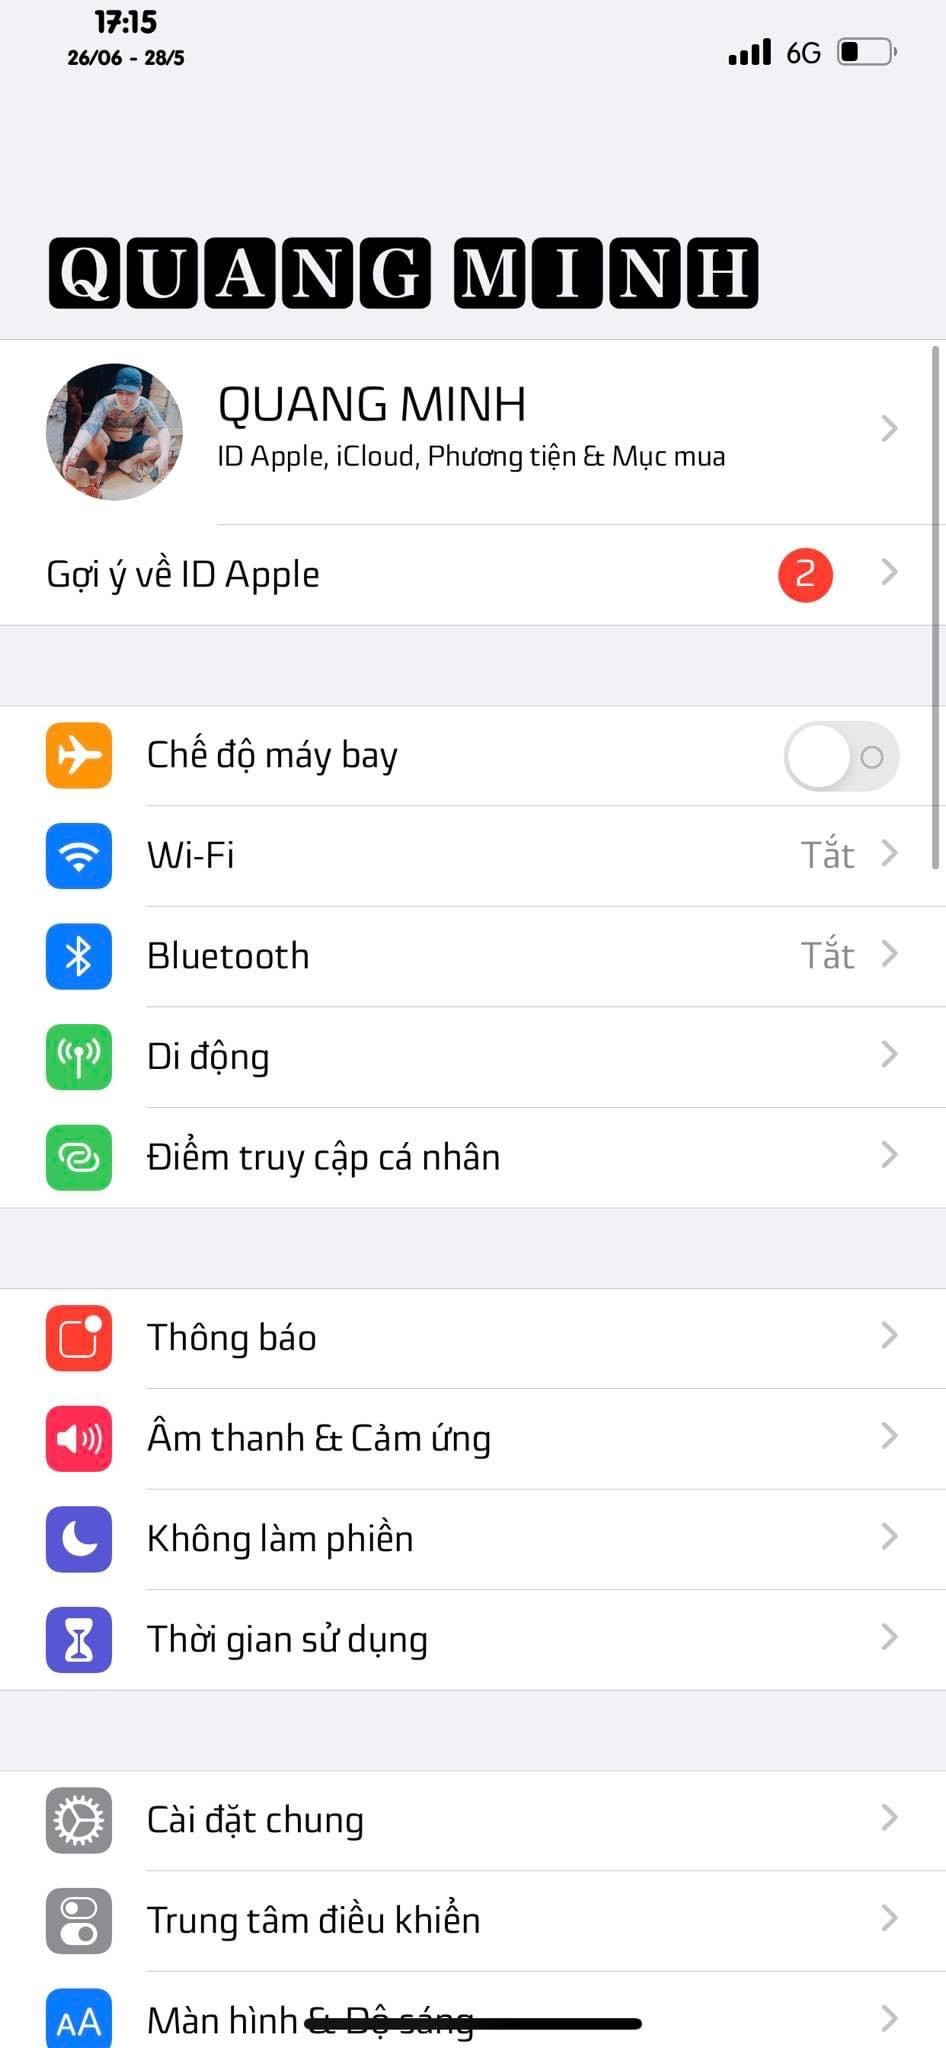 17:15
26/06 - 28/5
6G
QUANG MINH
QUANG MINH
ID Apple, iCloud, Phương tiện & Mục mua
Gợi ý về ID Apple
2
Chế độ máy bay
Wi-Fi
Tắt
Bluetooth
Tắt
Di động
Điểm truy cập cá nhân
Thông báo
Âm thanh & Cảm ứng
Không làm phiền
Thời gian sử dụng
Cài đặt chung
Trung tâm điều khiển
AA
Màn hình & Độ sáng